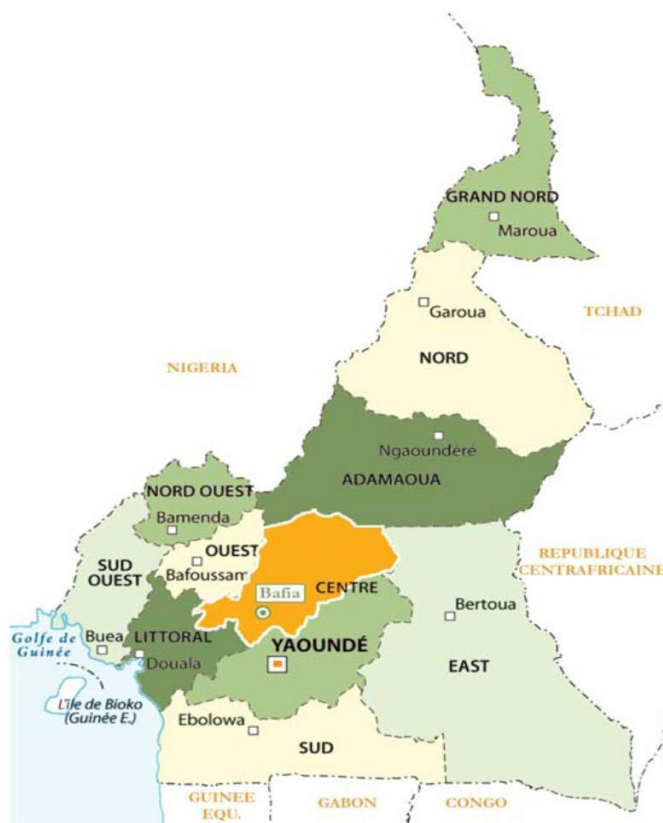 GRAND NORD
Maroua
Garoua
TCHAD
NORD
NIGERIA
Ngaoundéré
ADAMAOUA
NORD OUEST
Bamenda
OUEST
REPUBLIQUE
CENTRAFRICAINE
SUD
OUEST
Bafoussam
CENTRE
Bafia
Bertoua
Golfe de
Guinée
Buea
LITTORAL
YAOUNDÉ
Douala
EAST
L'île de Bioko
(Guinée E.)
Ebolowa
SUD
GUINEE
EQU.
GABON
CONGO